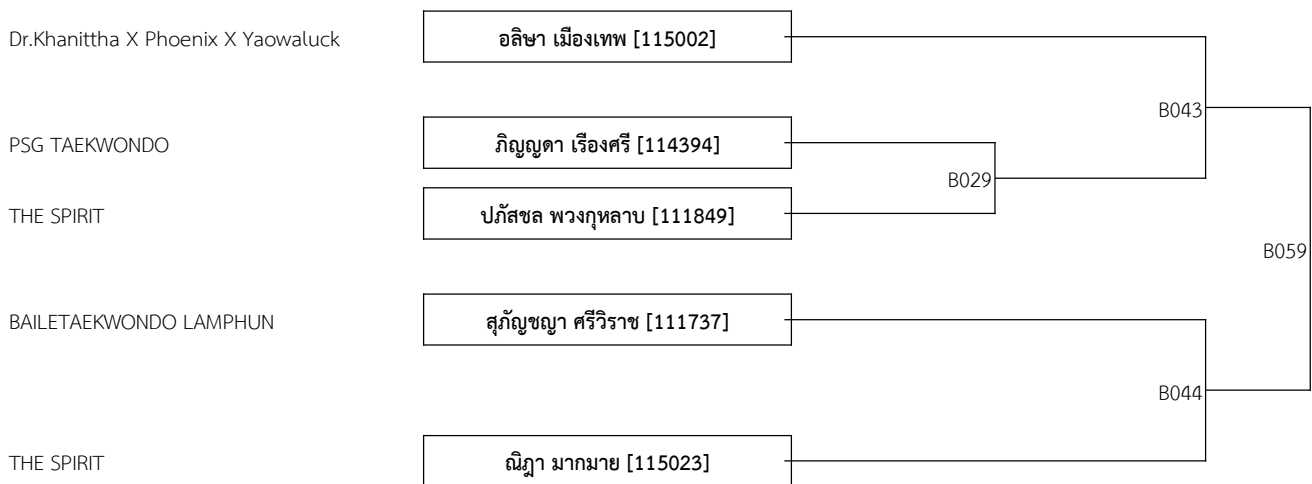 Dr.Khanittha X Phoenix X Yaowaluck
อลิษา เมืองเทพ [115002]
B043
PSG TAEKWONDO
ภิญญดา เรืองศรี [114394]
B029
THE SPIRIT
ปภัสชล พวงกุหลาบ [111849]
B059
BAILETAEKWONDO LAMPHUN
สุภัญชญา ศรีวิราช [111737]
B044
THE SPIRIT
ณิฎา มากมาย [115023]